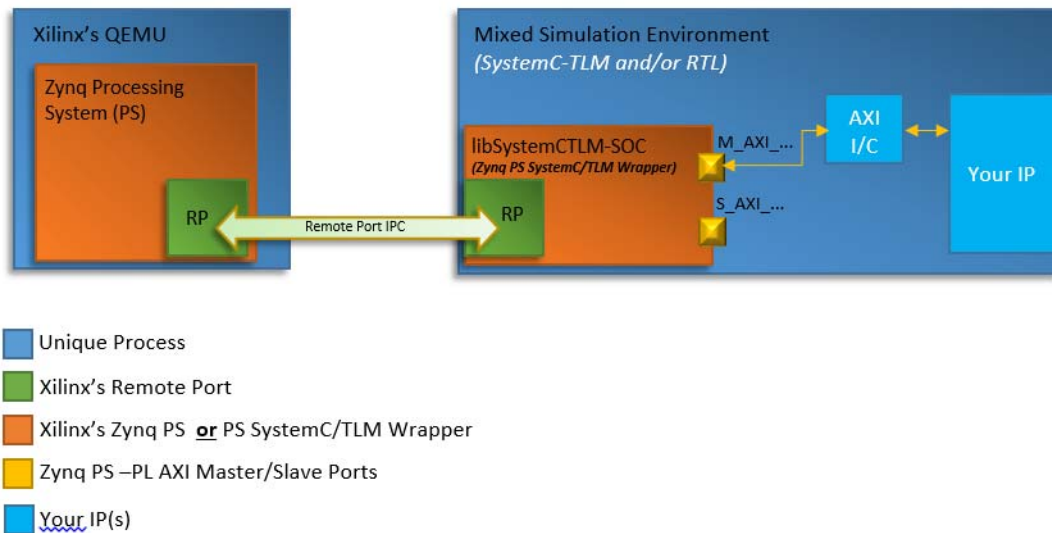 Xilinx's QEMU
Zynq Processing
System (PS)
RP
Remote Port IPC
Mixed Simulation Environment
(SystemC-TLM and/or RTL)
libSystemCTLM-SOC
(Zynq PS SystemC/TLM Wrapper)
RP
M_AXI_...
S_AXI_...
AXI
I/C
Your IP
Unique Process
Xilinx's Remote Port
Xilinx's Zynq PS or PS SystemC/TLM Wrapper
Zynq PS –PL AXI Master/Slave Ports
Your IP(s)